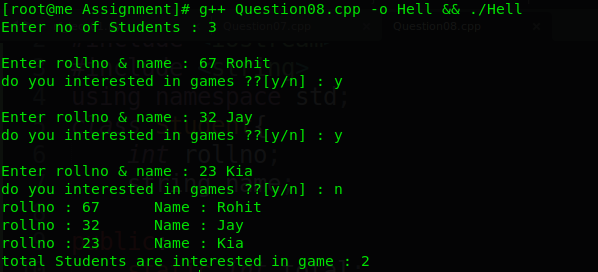 [root@me Assignment]# g++ Question08.cpp -o Hell && ./Hell
Enter no of Students : 3
Enter rollno & name : 67 Rohit
do you interested in games ??[y/n] : y
Enter rollno & name : 32 Jay
do you interested in games ??[y/n] : y
Enter rollno & name : 23 Kia
do you interested in games ??[y/n] : n
rollno : 67      Name : Rohit
rollno : 32      Name : Jay
rollno : 23      Name : Kia
total Students are interested in game : 2